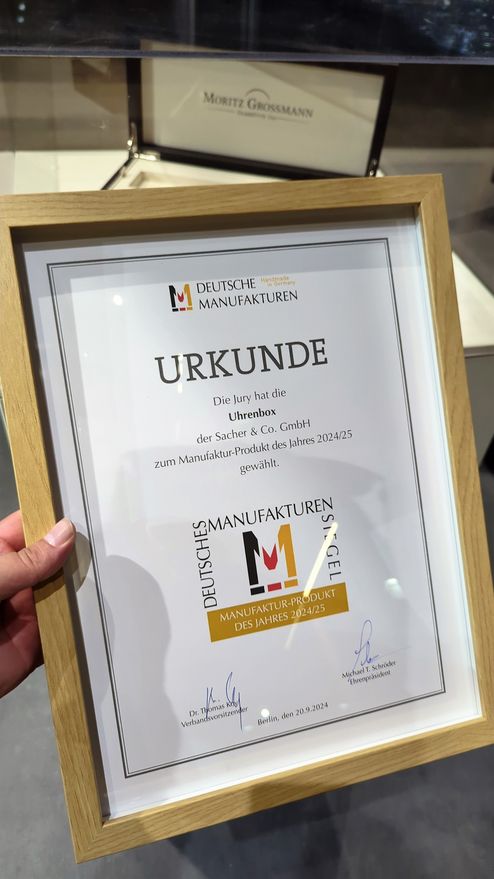 MORITZ GROSSMANN
DEUTSCHE
MANUFAKTUREN
Handmade
in Germany
URKUNDE
Die Jury hat die
Uhrenbox
der Sacher & Co. GmbH
zum Manufaktur-Produkt des Jahres 2024/25
gewählt.
DEUTSCHES
MANUFAKTUREN
SIEGEL
MANUFAKTUR-PRODUKT
DES JAHRES 2024/25
Dr. Thomas
Verbandsvorsitzender
Berlin, den 20.9.2024
Michael T. Schröder
Ehrenpräsident